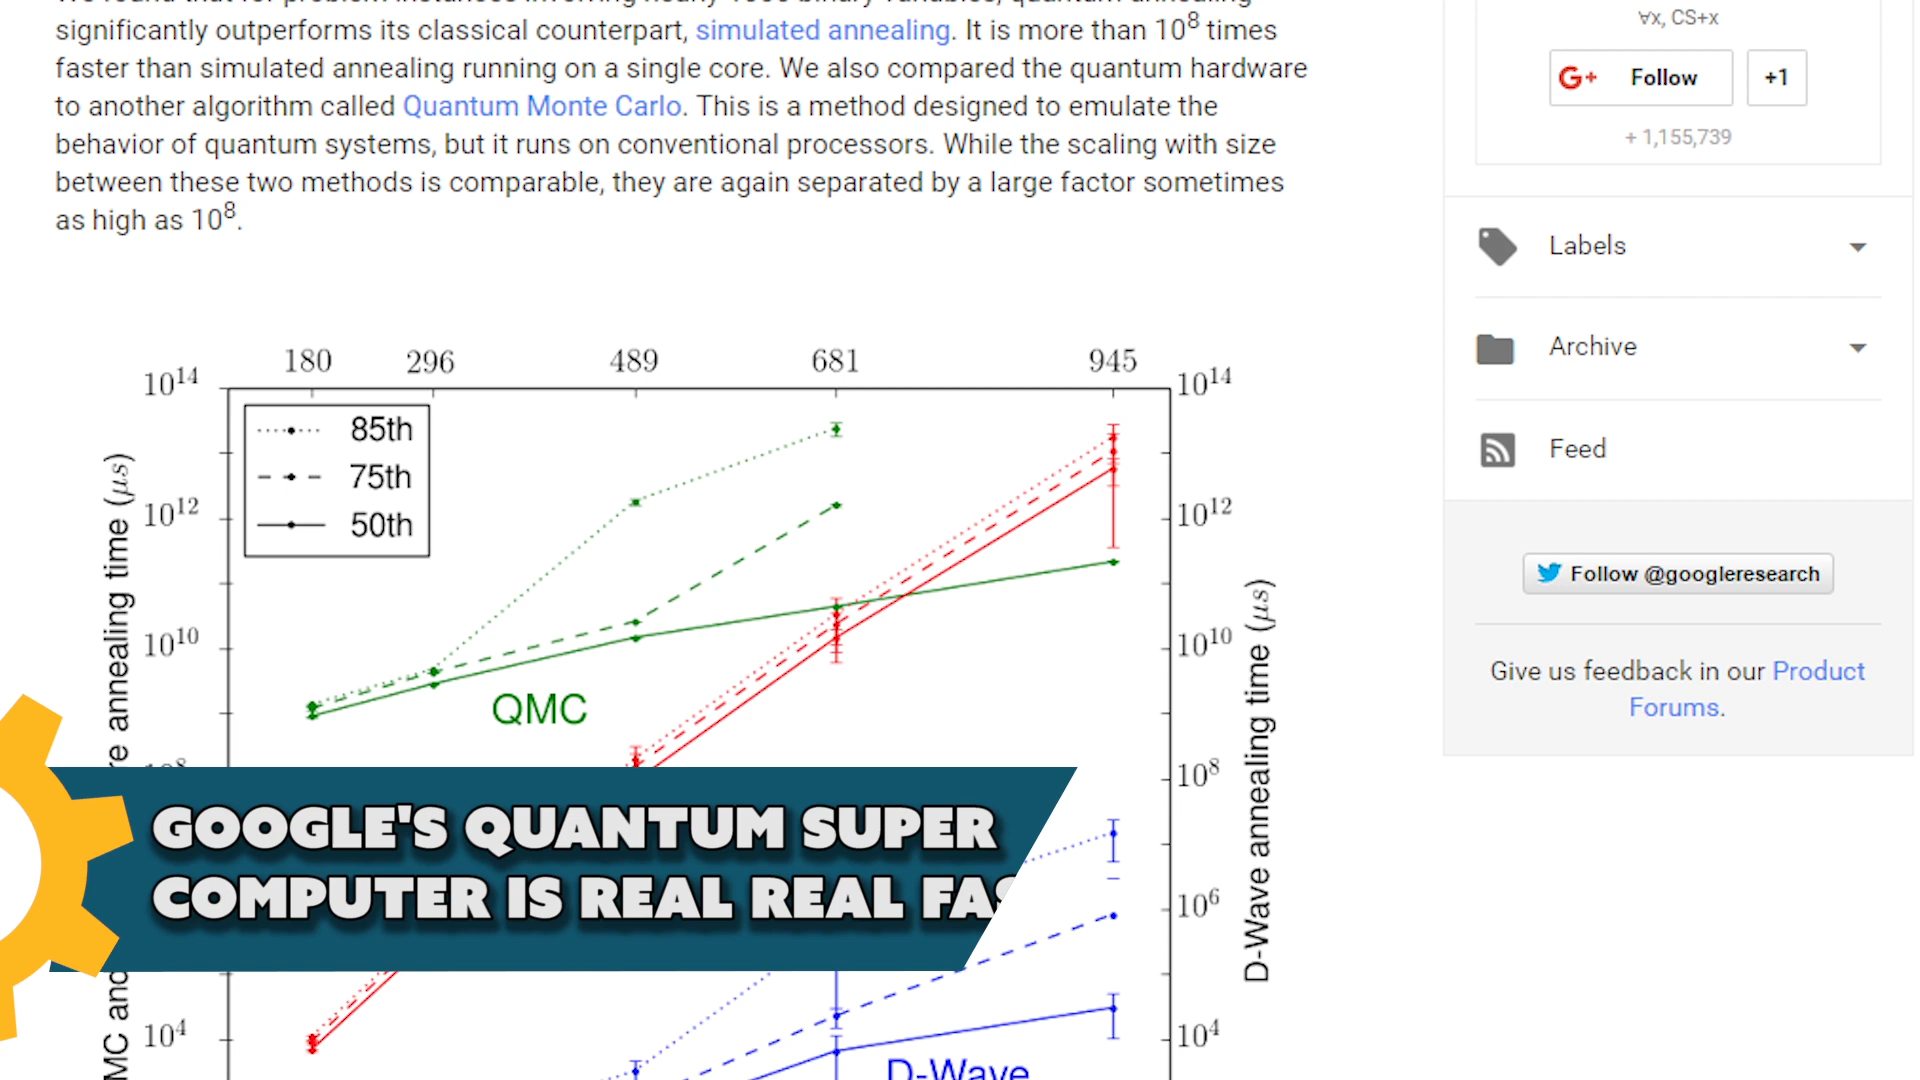 significantly outperforms its classical counterpart, simulated annealing. It is more than 10⁸ times
faster than simulated annealing running on a single core. We also compared the quantum hardware
to another algorithm called Quantum Monte Carlo. This is a method designed to emulate the
behavior of quantum systems, but it runs on conventional processors. While the scaling with size
between these two methods is comparable, they are again separated by a large factor sometimes
as high as 10⁸.
180 296 489 681 945
10¹⁴
10¹²
10¹⁰
10⁴
85th
75th
50th
QMC
D-Wave
10¹⁴
10¹²
10¹⁰
10⁸
10⁶
10⁴
annealing time (μs)
MC and
D-Wave annealing time (μs)
GOOGLE'S QUANTUM SUPER
COMPUTER IS REAL REAL FAS
∀x, CS+x
G+ Follow +1
+ 1,155,739
Labels
Archive
Feed
Follow @googleresearch
Give us feedback in our Product
Forums.